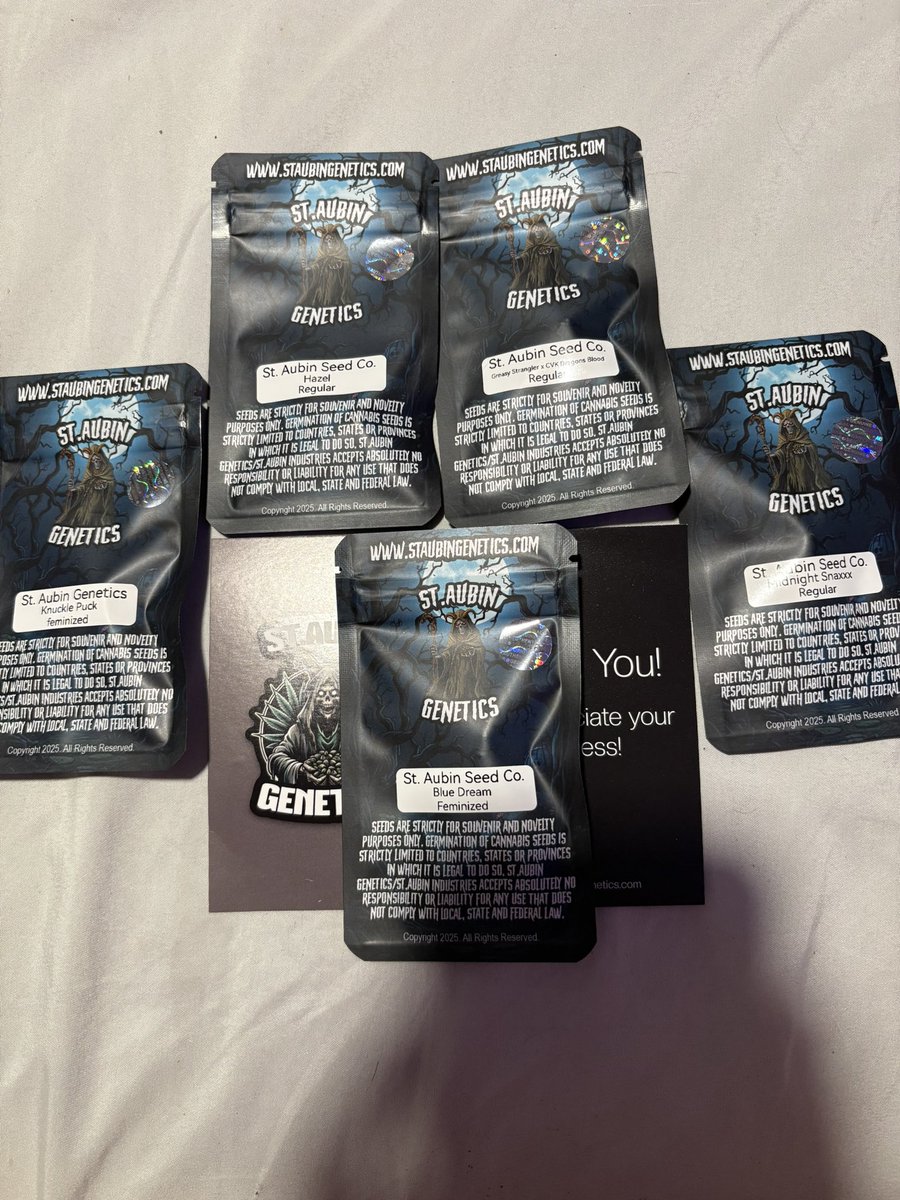 WWW.STAUBINGENETICS.COM
ST.AUBIN
GENETICS
St. Aubin Seed Co.
Hazel
Regular
SEEDS ARE STRICTLY FOR SOUVENIR AND NOVELTY
PURPOSES ONLY. GERMINATION OF CANNABIS SEEDS IS
STRICTLY LIMITED TO COUNTRIES, STATES OR PROVINCES
IN WHICH IT IS LEGAL TO DO SO. ST.AUBIN
GENETICS/ST.AUBIN INDUSTRIES ACCEPTS ABSOLUTELY NO
RESPONSIBILITY OR LIABILITY FOR ANY USE THAT DOES
NOT COMPLY WITH LOCAL, STATE AND FEDERAL LAW.
Copyright 2025. All Rights Reserved.
WWW.STAUBINGENETICS.COM
ST.AUBIN
GENETICS
St. Aubin Seed Co.
Greasy Strangler x CVK Dragons Blood
Regular
SEEDS ARE STRICTLY FOR SOUVENIR AND NOVELTY
PURPOSES ONLY. GERMINATION OF CANNABIS SEEDS IS
STRICTLY LIMITED TO COUNTRIES, STATES OR PROVINCES
IN WHICH IT IS LEGAL TO DO SO. ST.AUBIN
GENETICS/ST.AUBIN INDUSTRIES ACCEPTS ABSOLUTELY NO
RESPONSIBILITY OR LIABILITY FOR ANY USE THAT DOES
NOT COMPLY WITH LOCAL, STATE AND FEDERAL LAW.
Copyright 2025. All Rights Reserved.
WWW.STAUBINGENETICS.COM
ST.AUBIN
GENETICS
St. Aubin Genetics
Knuckle Puck
feminized
SEEDS ARE STRICTLY FOR SOUVENIR AND NOVELTY
PURPOSES ONLY. GERMINATION OF CANNABIS SEEDS IS
STRICTLY LIMITED TO COUNTRIES, STATES OR PROVINCES
IN WHICH IT IS LEGAL TO DO SO. ST.AUBIN
CS/ST.AUBIN INDUSTRIES ACCEPTS ABSOLUTELY NO
NSIBILITY OR LIABILITY FOR ANY USE THAT DOES
COMPLY WITH LOCAL, STATE AND FEDERAL LAW.
Copyright 2025. All Rights Reserved.
WWW.STAUBINGENETICS.COM
ST.AUBIN
GENETICS
St. Aubin Seed Co.
Midnight Snaxxx
Regular
SEEDS ARE STRICTLY FOR SOUVENIR AND NOVELTY
PURPOSES ONLY. GERMINATION OF CANNABIS SEEDS
STRICTLY LIMITED TO COUNTRIES, STATES OR PROVIN
IN WHICH IT IS LEGAL TO DO SO. ST.AUBIN
GENETICS/ST.AUBIN INDUSTRIES ACCEPTS ABSOLU
RESPONSIBILITY OR LIABILITY FOR ANY USE THAT
NOT COMPLY WITH LOCAL, STATE AND FEDERAL
Copyright 2025. All Rights Reserved.
WWW.STAUBINGENETICS.COM
ST.AUBIN
GENETICS
St. Aubin Seed Co.
Blue Dream
Feminized
SEEDS ARE STRICTLY FOR SOUVENIR AND NOVELTY
PURPOSES ONLY. GERMINATION OF CANNABIS SEEDS IS
STRICTLY LIMITED TO COUNTRIES, STATES OR PROVINCES
IN WHICH IT IS LEGAL TO DO SO. ST.AUBIN
GENETICS/ST.AUBIN INDUSTRIES ACCEPTS ABSOLUTELY NO
RESPONSIBILITY OR LIABILITY FOR ANY USE THAT DOES
NOT COMPLY WITH LOCAL, STATE AND FEDERAL LAW.
Copyright 2025. All Rights Reserved.
ST.AU
GENET
You!
ciate your
ess!
netics.com